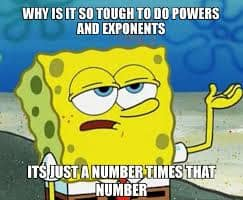 WHY IS IT SO TOUGH TO DO POWERS
AND EXPONENTS
ITS JUST A NUMBER TIMES THAT
NUMBER